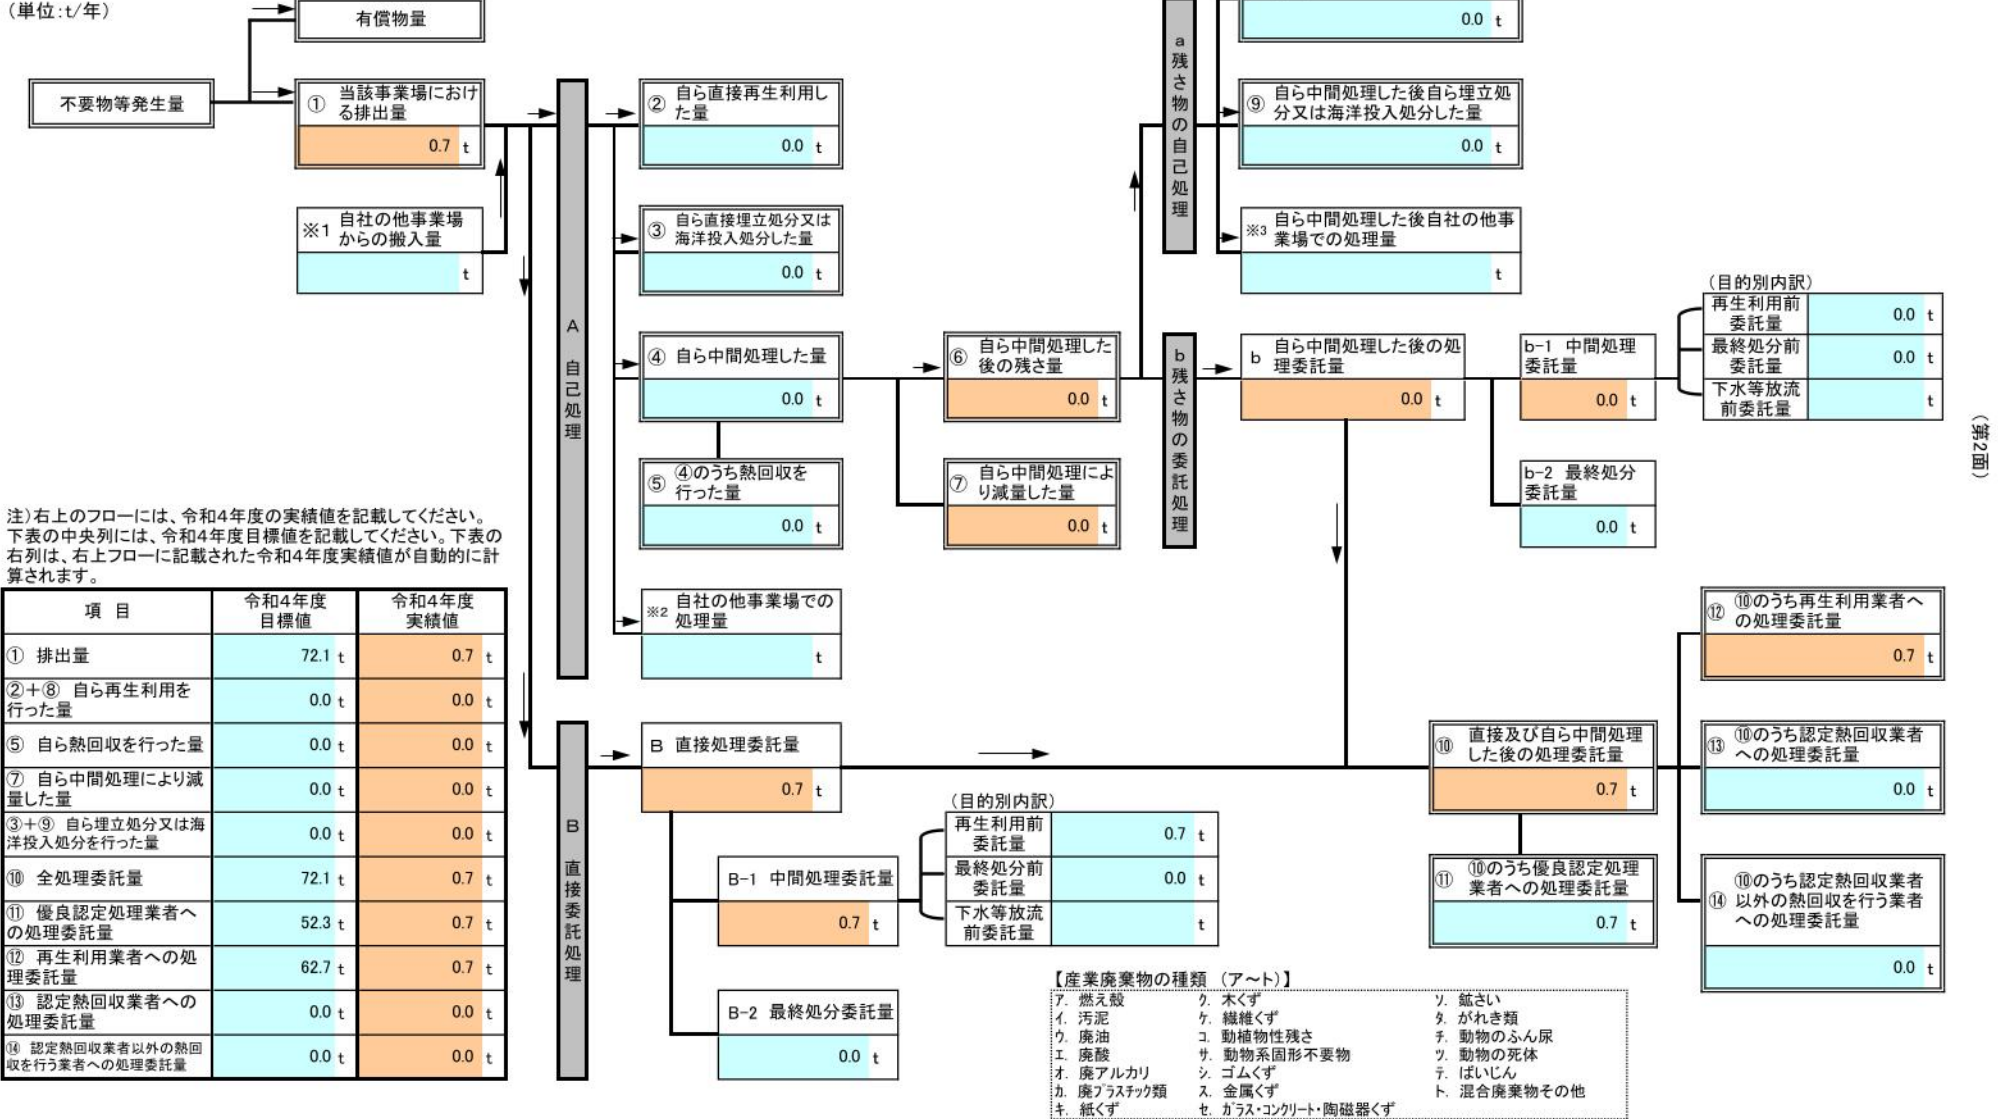 (単位:t/年)
有償物量
0.0 t
不要物等発生量
① 当該事業場におけ
る排出量
0.7 t
※1 自社の他事業場
からの搬入量
t
A 自己処理
② 自ら直接再生利用し
た量
0.0 t
③ 自ら直接埋立処分又は
海洋投入処分した量
0.0 t
④ 自ら中間処理した量
0.0 t
⑤ ④のうち熱回収を
行った量
0.0 t
※2 自社の他事業場での
処理量
t
⑥ 自ら中間処理した
後の残さ量
0.0 t
⑦ 自ら中間処理によ
り減量した量
0.0 t
a残さ物の自己処理
⑨ 自ら中間処理した後自ら埋立処
分又は海洋投入処分した量
0.0 t
※3 自ら中間処理した後自社の他事
業場での処理量
t
b残さ物の委託処理
b 自ら中間処理した後の処
理委託量
0.0 t
b-1 中間処理
委託量
0.0 t
(目的別内訳)
再生利用前
委託量
0.0 t
最終処分前
委託量
0.0 t
下水等放流
前委託量
t
b-2 最終処分
委託量
0.0 t
(第2面)
注)右上のフローには、令和4年度の実績値を記載してください。
下表の中央列には、令和4年度目標値を記載してください。下表の
右列は、右上フローに記載された令和4年度実績値が自動的に計
算されます。
項 目
令和4年度
目標値
令和4年度
実績値
① 排出量 72.1 t 0.7 t
②+⑧ 自ら再生利用を
行った量
0.0 t 0.0 t
⑤ 自ら熱回収を行った量 0.0 t 0.0 t
⑦ 自ら中間処理により減
量した量
0.0 t 0.0 t
③+⑨ 自ら埋立処分又は海
洋投入処分を行った量
0.0 t 0.0 t
⑩ 全処理委託量 72.1 t 0.7 t
⑪ 優良認定処理業者へ
の処理委託量
52.3 t 0.7 t
⑫ 再生利用業者への処
理委託量
62.7 t 0.7 t
⑬ 認定熱回収業者への
処理委託量
0.0 t 0.0 t
⑭ 認定熱回収業者以外の熱回
収を行う業者への処理委託量
0.0 t 0.0 t
B 直接委託処理
B 直接処理委託量
0.7 t
B-1 中間処理委託量
0.7 t
(目的別内訳)
再生利用前
委託量
0.7 t
最終処分前
委託量
0.0 t
下水等放流
前委託量
t
B-2 最終処分委託量
0.0 t
⑩ 直接及び自ら中間処理
した後の処理委託量
0.7 t
⑪ ⑩のうち優良認定処理
業者への処理委託量
0.7 t
⑫ ⑩のうち再生利用業者へ
の処理委託量
0.7 t
⑬ ⑩のうち認定熱回収業者
への処理委託量
0.0 t
⑭ ⑩のうち認定熱回収業者
以外の熱回収を行う業者
への処理委託量
0.0 t
【産業廃棄物の種類 (ア~ト)】
ア. 燃え殻
イ. 汚泥
ウ. 廃油
エ. 廃酸
オ. 廃アルカリ
カ. 廃プラスチック類
キ. 紙くず
ク. 木くず
ケ. 繊維くず
コ. 動植物性残さ
サ. 動物系固形不要物
シ. ゴムくず
ス. 金属くず
セ. ガラス・コンクリート・陶磁器くず
ソ. 鉱さい
タ. がれき類
チ. 動物のふん尿
ツ. 動物の死体
テ. ばいじん
ト. 混合廃棄物その他